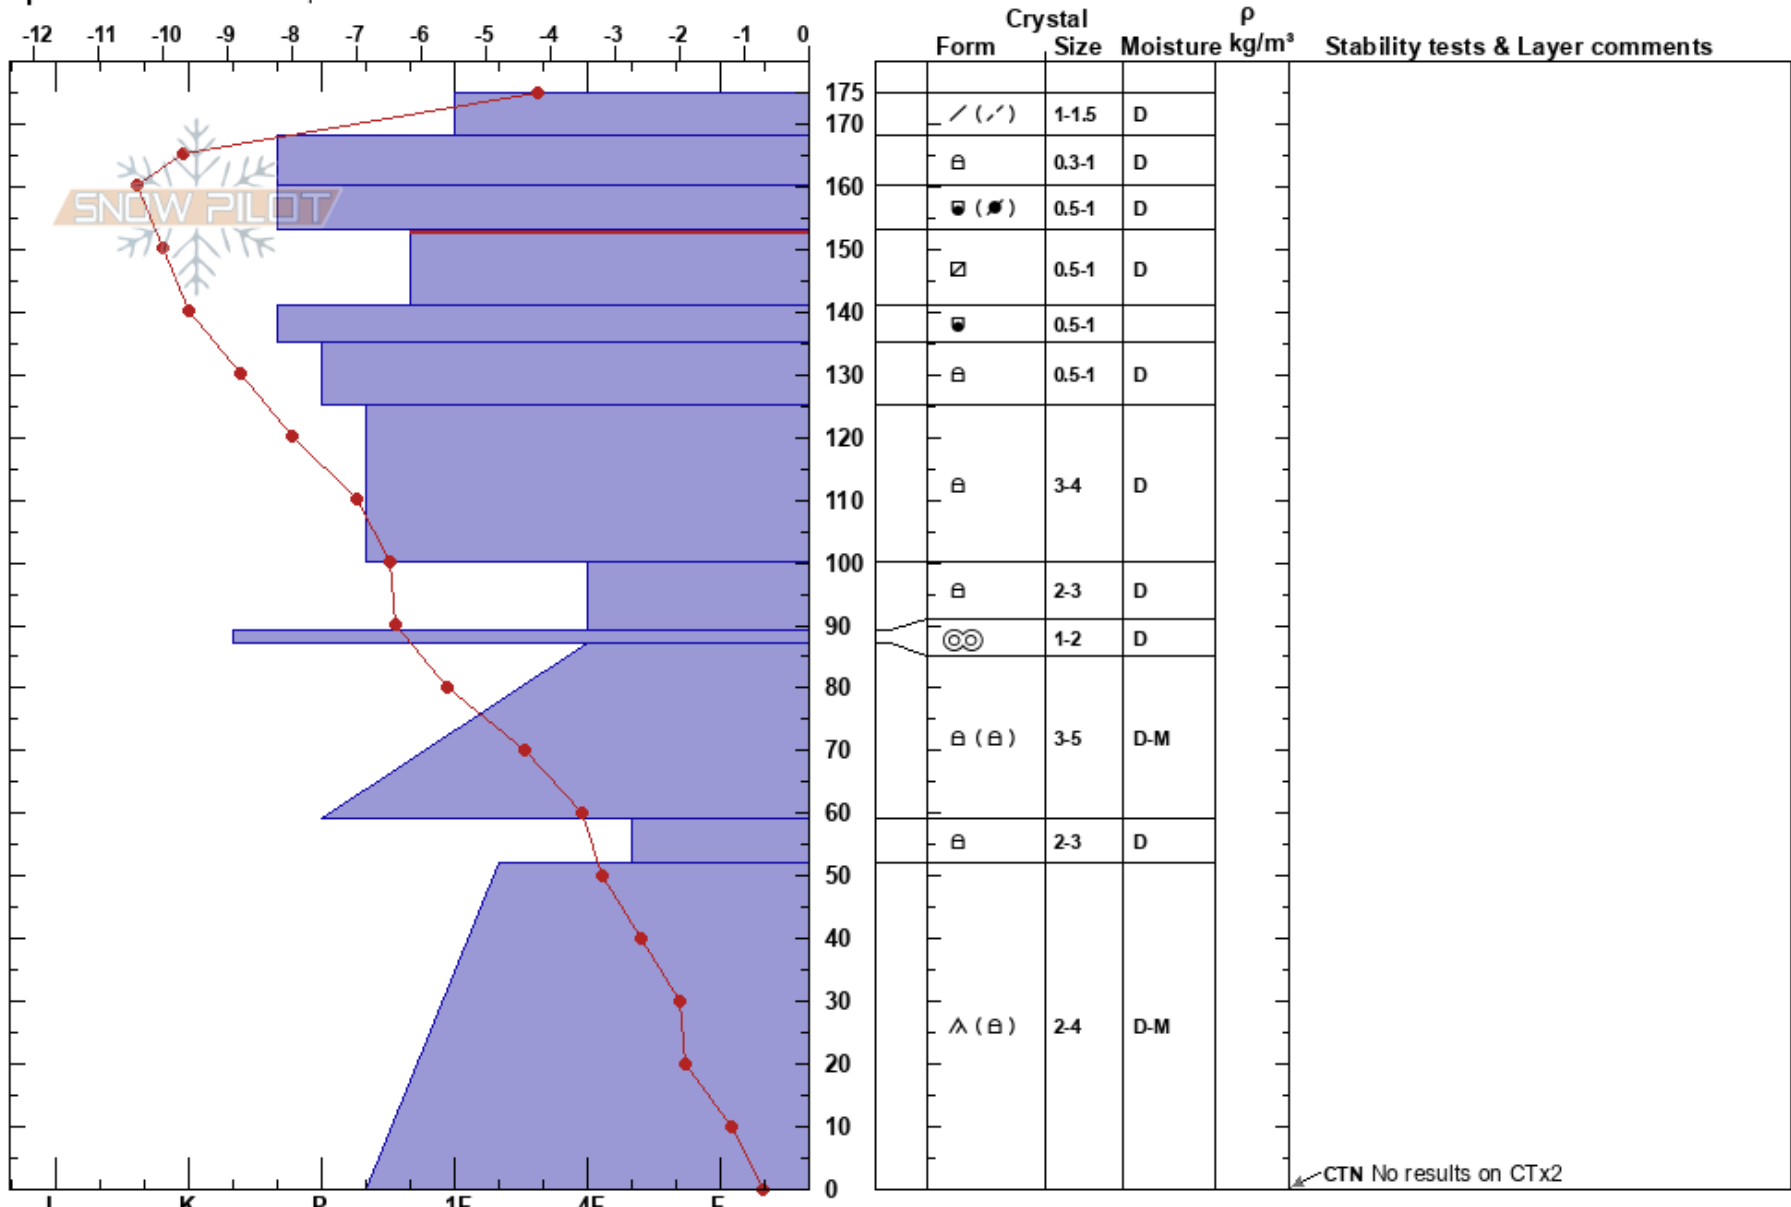 Crystal ρ
-12 -11 -10 -9 -8 -7 -6 -5 -4 -3 -2 -1 0 Form Size Moisture kg/m³ Stability tests & Layer comments
175
1-1.5 D
170
0.3-1 D
160
SNOW PILOT
0.5-1 D
150
0.5-1 D
140
0.5-1
130 0.5-1 D
120
3-4 D
110
100
2-3 D
90
1-2 D
80
3-5 D-M
70
60
2-3 D
50
40
30
2-4 D-M
20
10
CTN No results on CTx2
0
I K P 1F 4F F